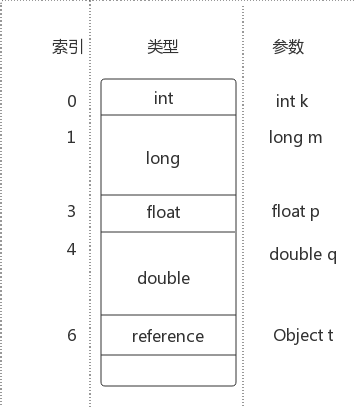 索引 类型 参数
0 int int k
1 long long m
3 float float p
4 double double q
6 reference Object t